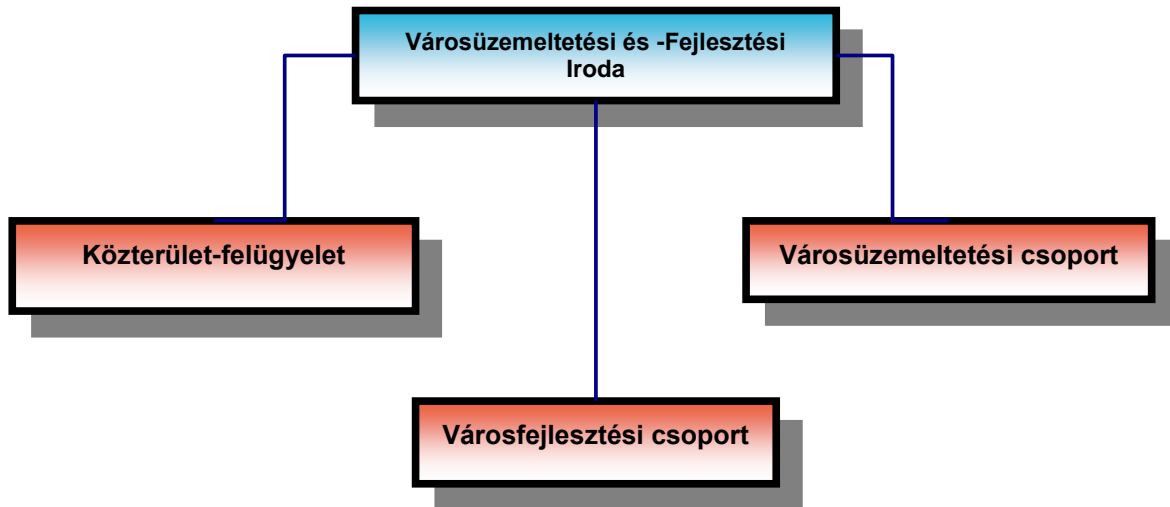 Városüzemeltetési és -Fejlesztési
Iroda
Közterület-felügyelet
Városüzemeltetési csoport
Városfejlesztési csoport